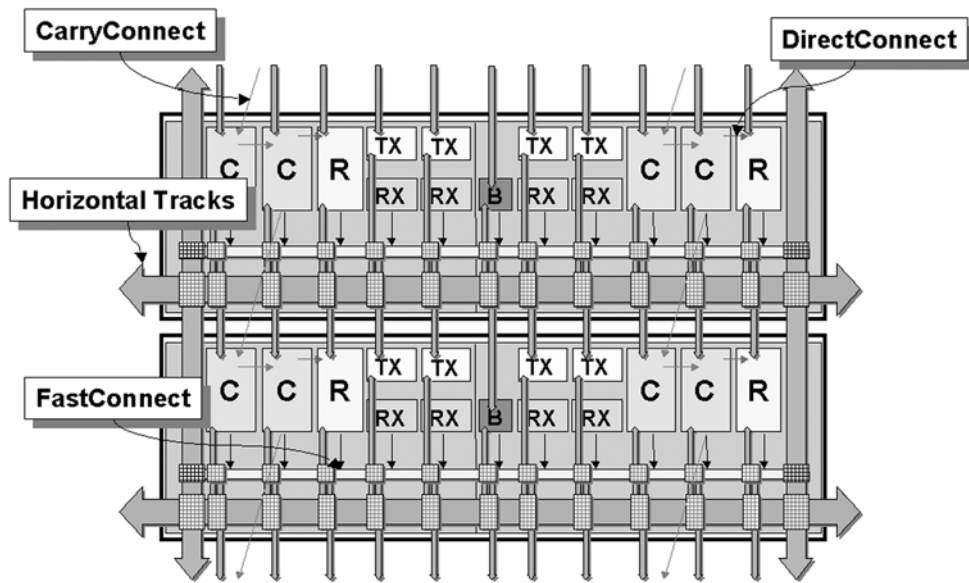 CarryConnect
DirectConnect
C C R TX TX TX TX C C R
RX RX B RX RX
Horizontal Tracks
C C R TX TX TX TX C C R
FastConnect
RX RX B RX RX